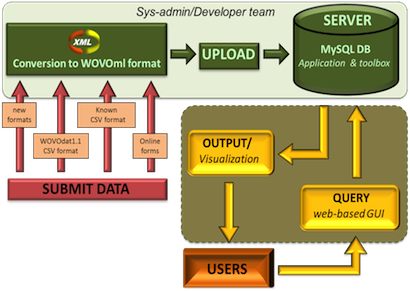 Sys-admin/Developer team
XML
Conversion to WOVOml format
UPLOAD
SERVER
MySQL DB
Application & toolbox
new
formats
WOVOdat1.1
CSV format
Known
CSV format
Online
forms
SUBMIT DATA
OUTPUT/
Visualization
QUERY
web-based GUI
USERS